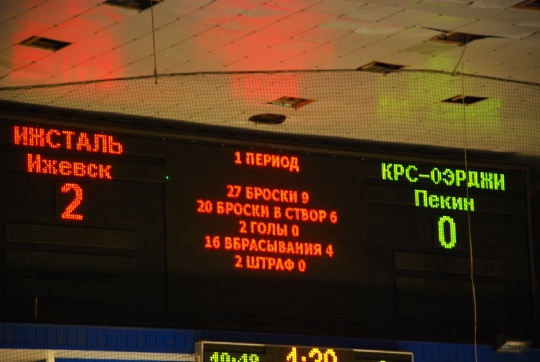 ИЖСТАЛЬ
Ижевск
2
1 ПЕРИОД
27 БРОСКИ 9
20 БРОСКИ В СТВОР 6
2 ГОЛЫ 0
16 ВБРАСЫВАНИЯ 4
2 ШТРАФ 0
КРС-ОЭРДЖИ
Пекин
0